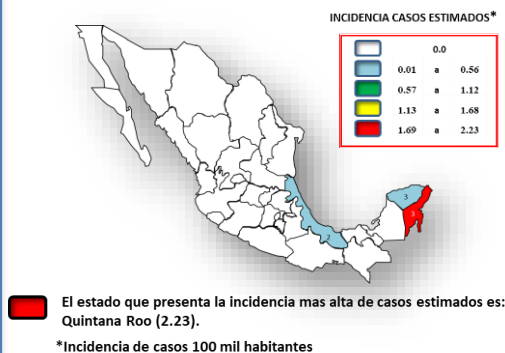 INCIDENCIA CASOS ESTIMADOS*
0.0
0.01 a 0.56
0.57 a 1.12
1.13 a 1.68
1.69 a 2.23
3
3
2
El estado que presenta la incidencia mas alta de casos estimados es:
Quintana Roo (2.23).
*Incidencia de casos 100 mil habitantes